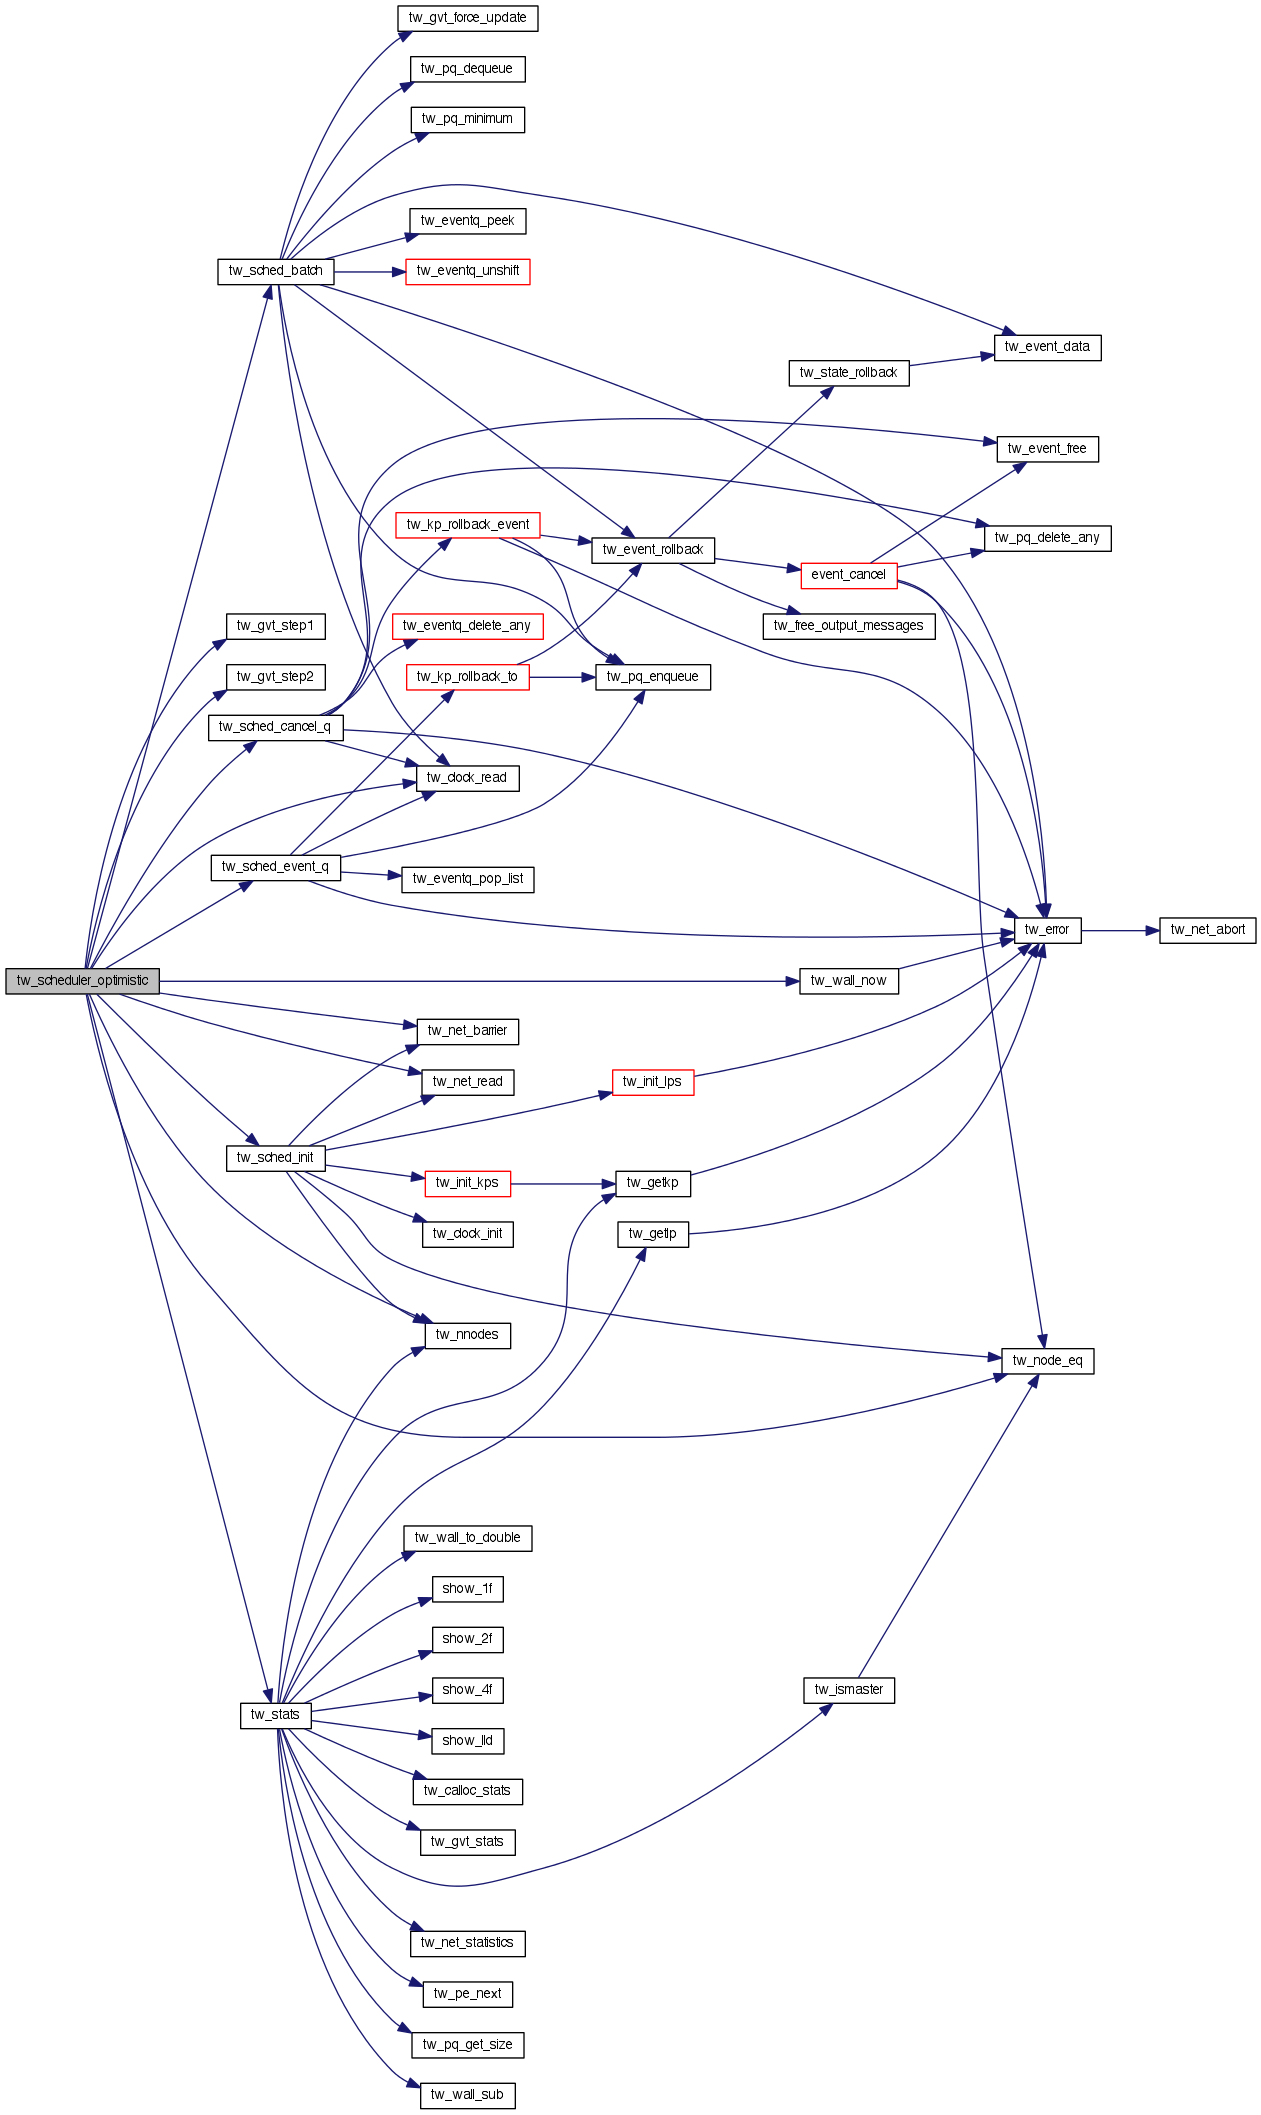 tw_gvt_force_update
tw_pq_dequeue
tw_pq_minimum
tw_eventq_peek
tw_sched_batch
tw_eventq_unshift
tw_event_data
tw_state_rollback
tw_event_free
tw_kp_rollback_event
tw_pq_delete_any
tw_event_rollback
event_cancel
tw_gvt_step1
tw_eventq_delete_any
tw_free_output_messages
tw_gvt_step2
tw_kp_rollback_to
tw_pq_enqueue
tw_sched_cancel_q
tw_clock_read
tw_sched_event_q
tw_eventq_pop_list
tw_error
tw_net_abort
tw_scheduler_optimistic
tw_wall_now
tw_net_barrier
tw_net_read
tw_init_lps
tw_sched_init
tw_init_kps
tw_getkp
tw_clock_init
tw_getlp
tw_nnodes
tw_node_eq
tw_wall_to_double
show_1f
show_2f
show_4f
tw_ismaster
tw_stats
show_lld
tw_calloc_stats
tw_gvt_stats
tw_net_statistics
tw_pe_next
tw_pq_get_size
tw_wall_sub